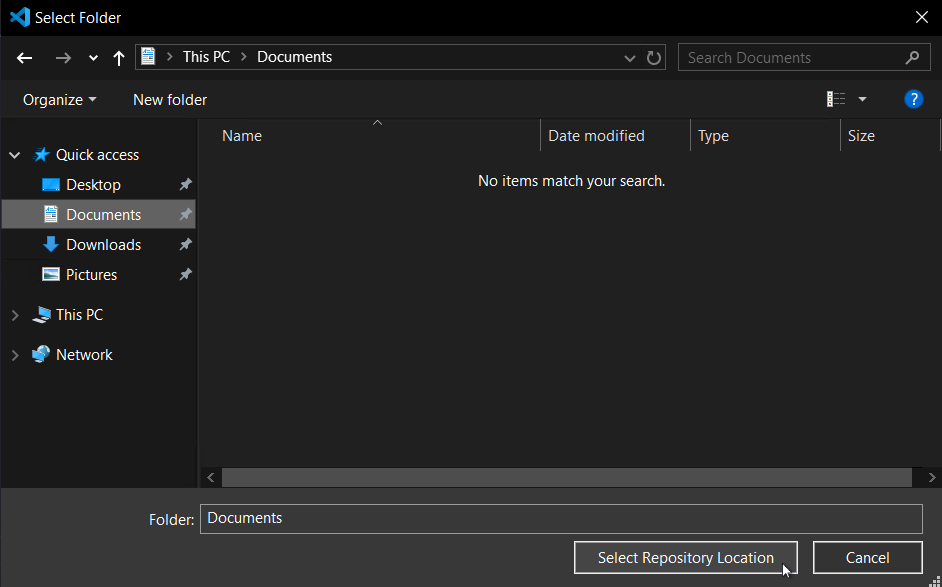 Select Folder
This PC Documents
Search Documents
Organize New folder
?
Name Date modified Type Size
No items match your search.
Quick access
Desktop
Documents
Downloads
Pictures
This PC
Network
Folder: Documents
Select Repository Location Cancel